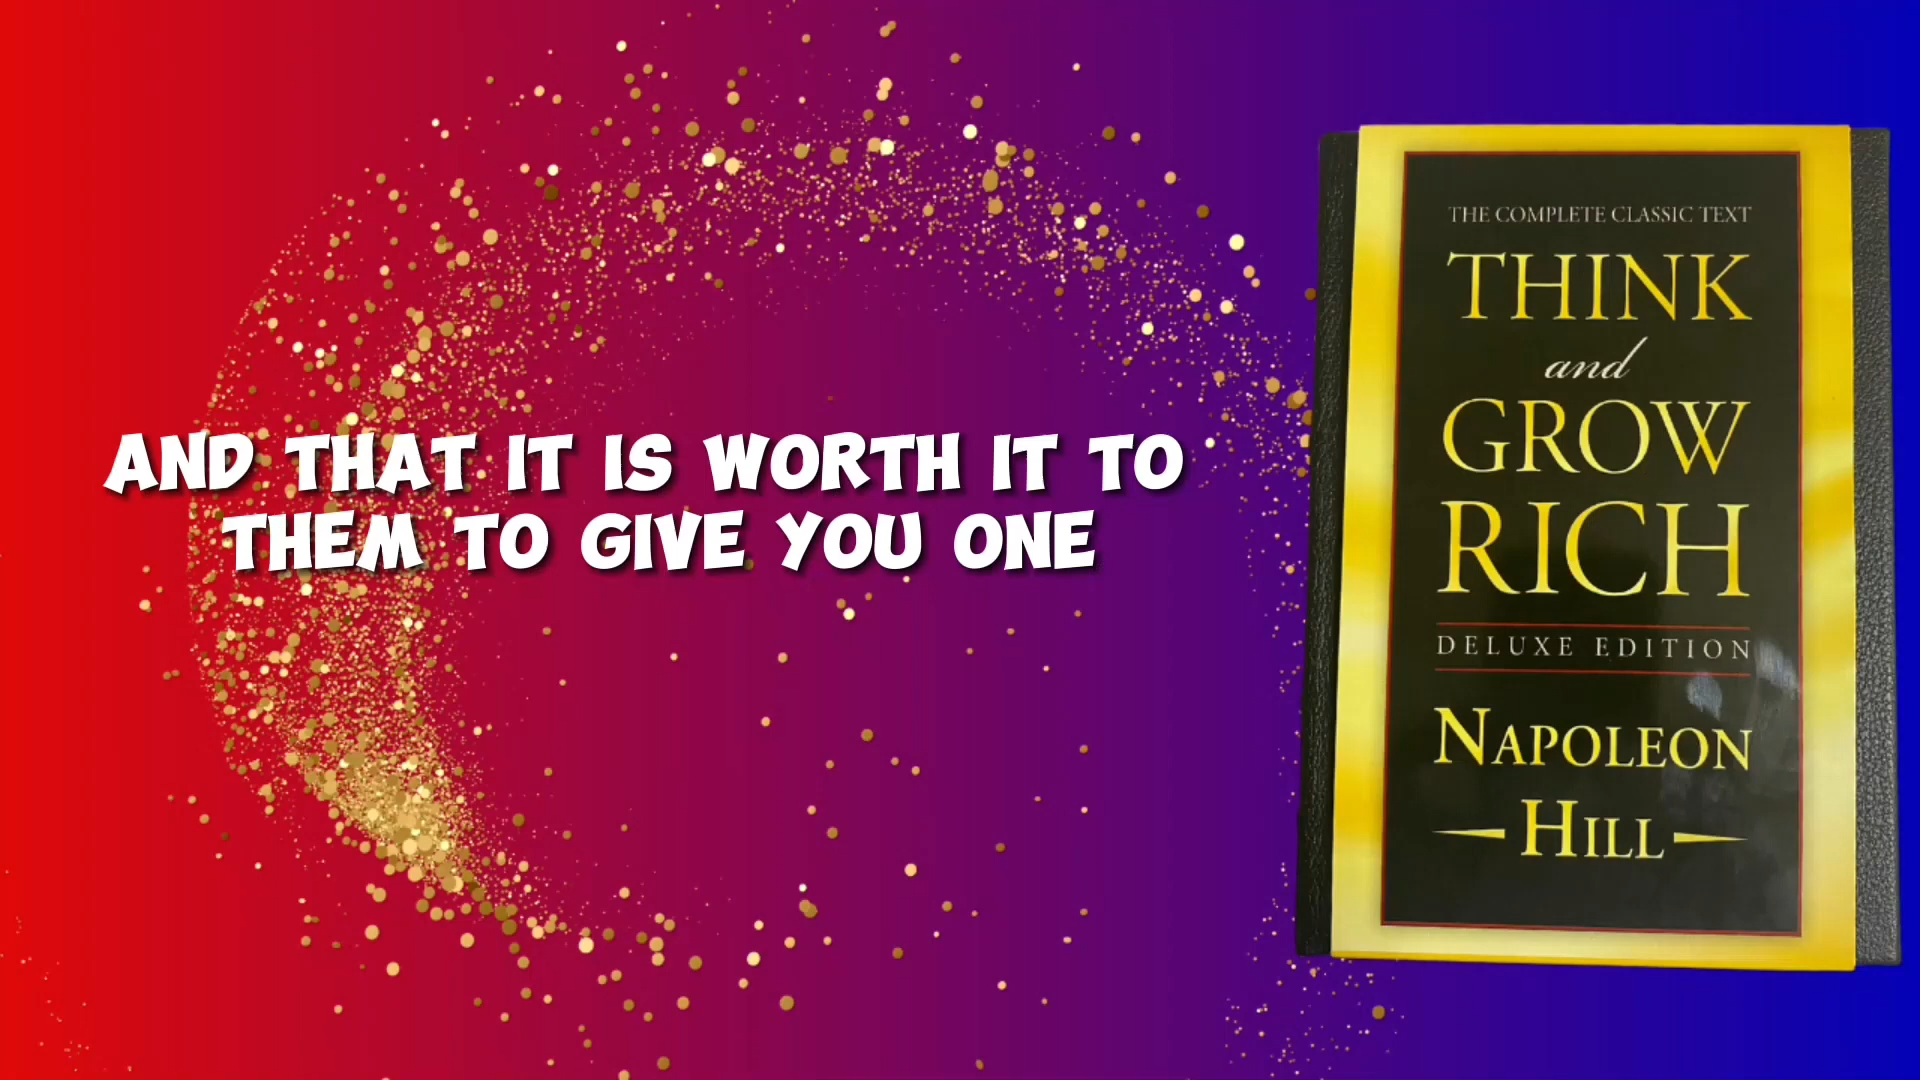 AND THAT IT IS WORTH IT TO
THEM TO GIVE YOU ONE
THE COMPLETE CLASSIC TEXT
THINK
and
GROW
RICH
DELUXE EDITION
NAPOLEON
HILL